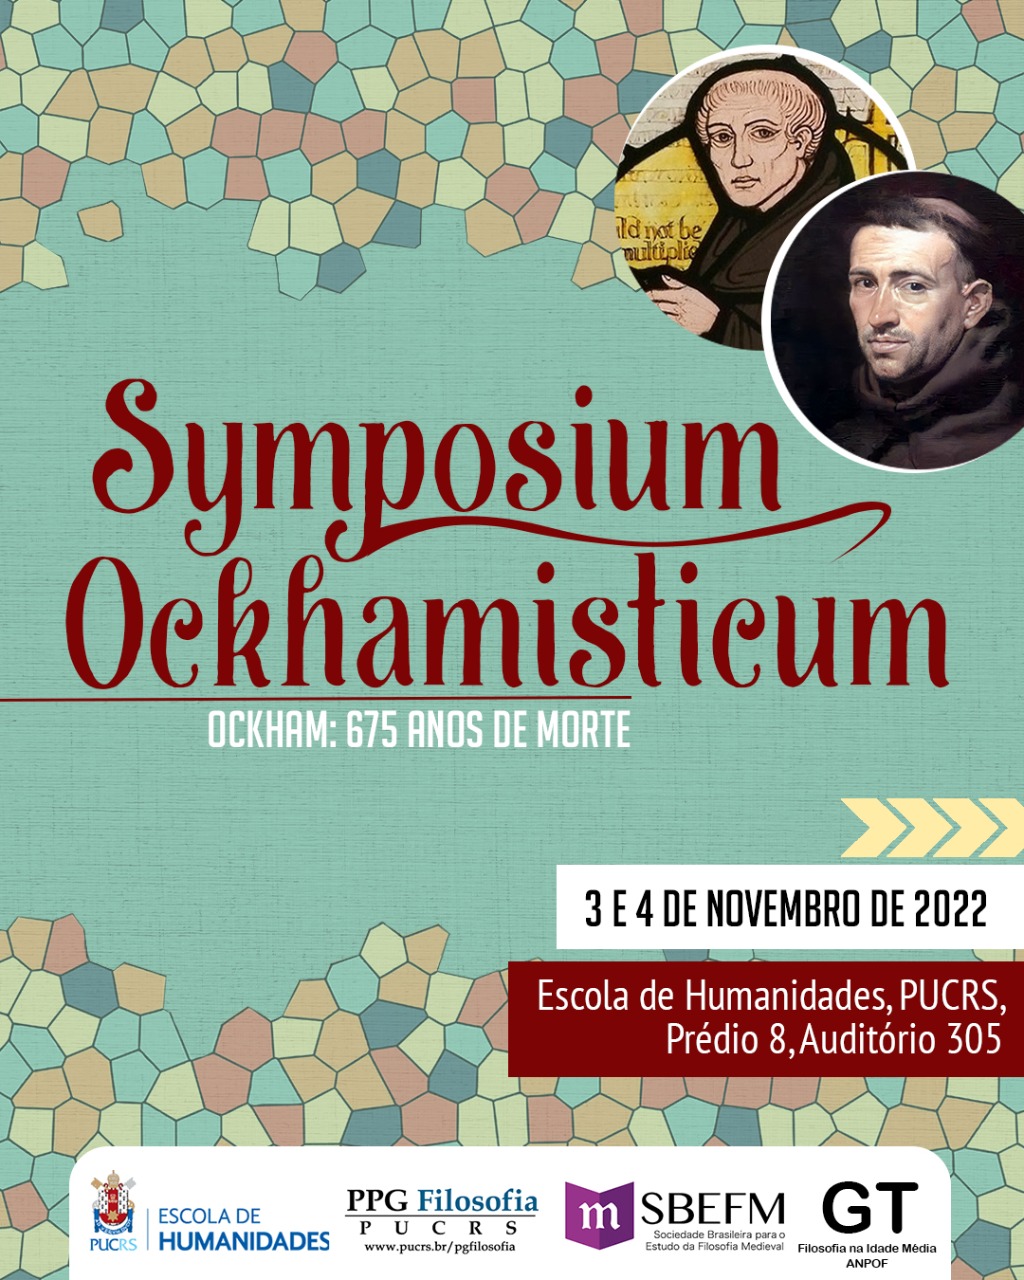 ild not be
multiplie
Symposium
Ockhamisticum
OCKHAM: 675 ANOS DE MORTE
3 E 4 DE NOVEMBRO DE 2022
Escola de Humanidades, PUCRS,
Prédio 8, Auditório 305
PUCRS
ESCOLA DE
HUMANIDADES
PPG Filosofia
PUCRS
www.pucrs.br/pgfilosofia
m
SBEFM
Sociedade Brasileira para o
Estudo da Filosofia Medieval
GT
Filosofia na Idade Média
ANPOF